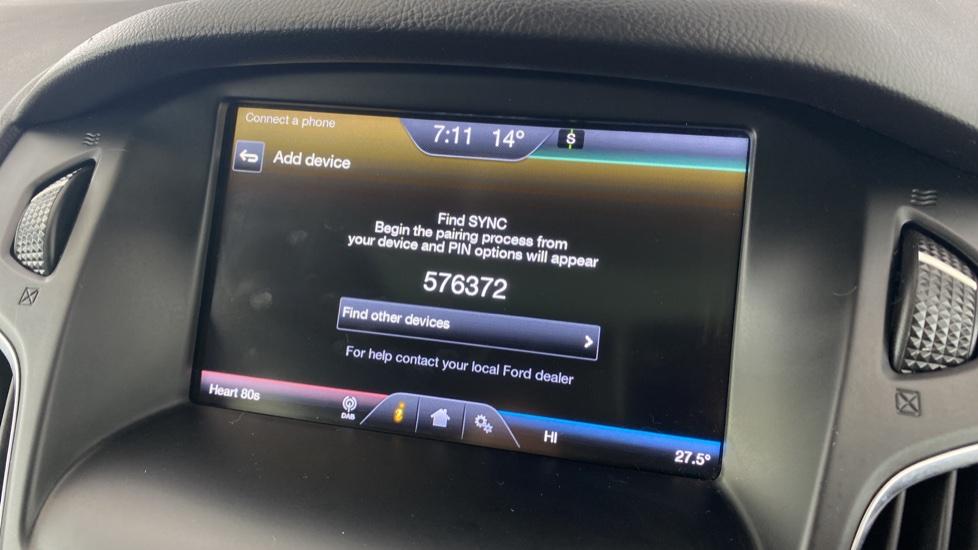 Connect a phone
7:11 14° S
Add device
Find SYNC
Begin the pairing process from
your device and PIN options will appear
576372
Find other devices
For help contact your local Ford dealer
Heart 80s
DAB
i
HI
27.5°